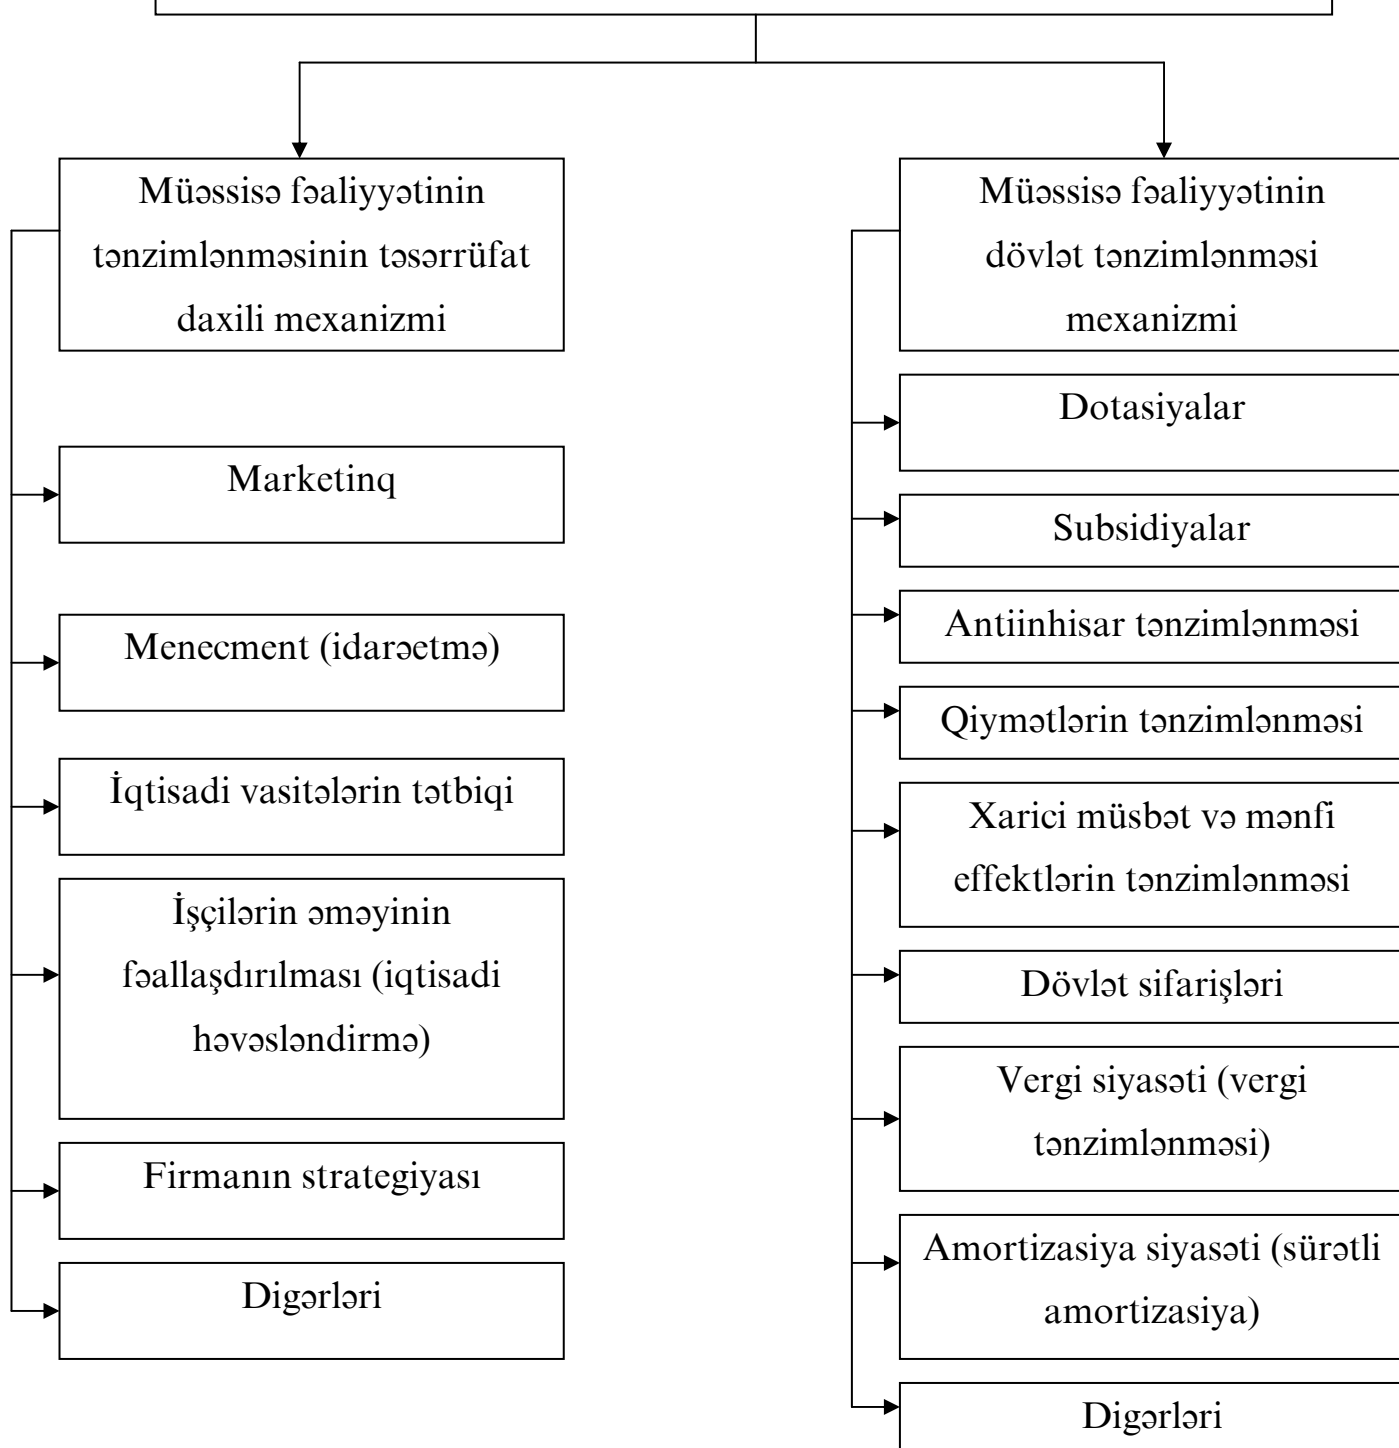 Müəssisə fəaliyyətinin
tənzimlənməsinin təsərrüfat
daxili mexanizmi
Marketinq
Menecment (idarəetmə)
İqtisadi vasitələrin tətbiqi
İşçilərin əməyinin
fəallaşdırılması (iqtisadi
həvəsləndirmə)
Firmanın strategiyası
Digərləri
Müəssisə fəaliyyətinin
dövlət tənzimlənməsi
mexanizmi
Dotasiyalar
Subsidiyalar
Antiinhisar tənzimlənməsi
Qiymətlərin tənzimlənməsi
Xarici müsbət və mənfi
effektlərin tənzimlənməsi
Dövlət sifarişləri
Vergi siyasəti (vergi
tənzimlənməsi)
Amortizasiya siyasəti (sürətli
amortizasiya)
Digərləri